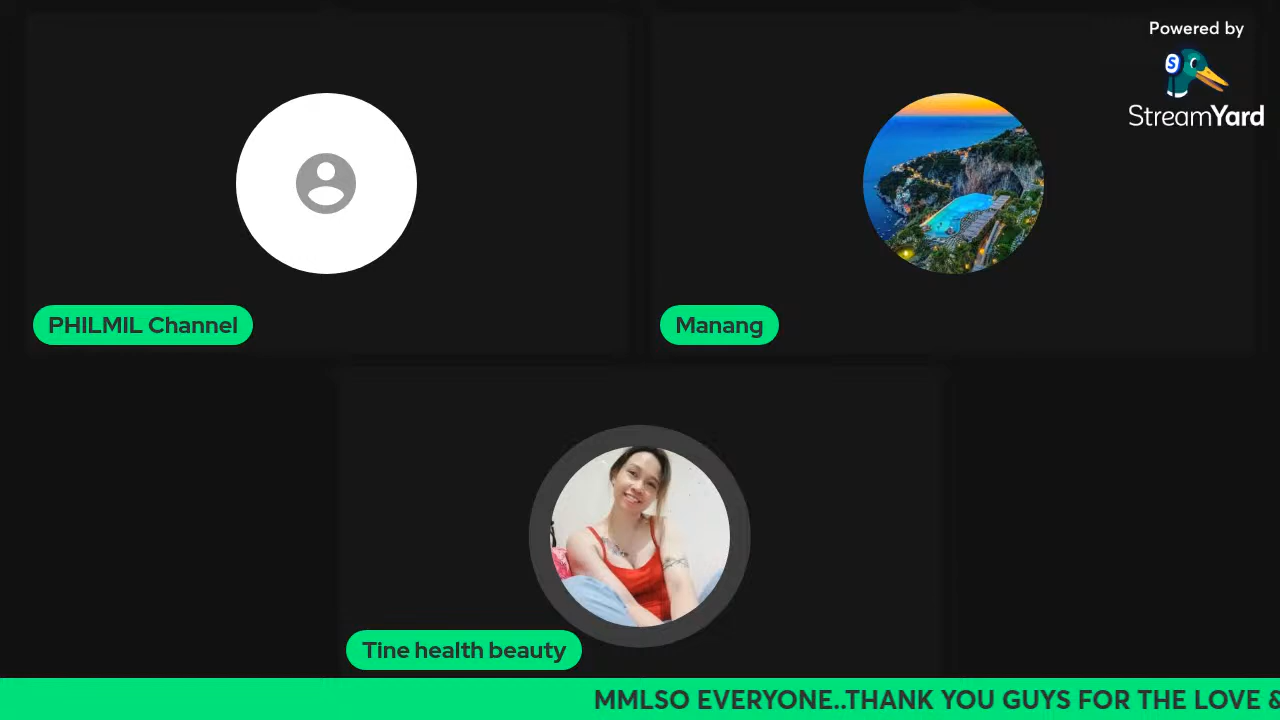 Powered by
S
StreamYard
PHILMIL Channel
Manang
Tine health beauty
MMLSO EVERYONE..THANK YOU GUYS FOR THE LOVE &